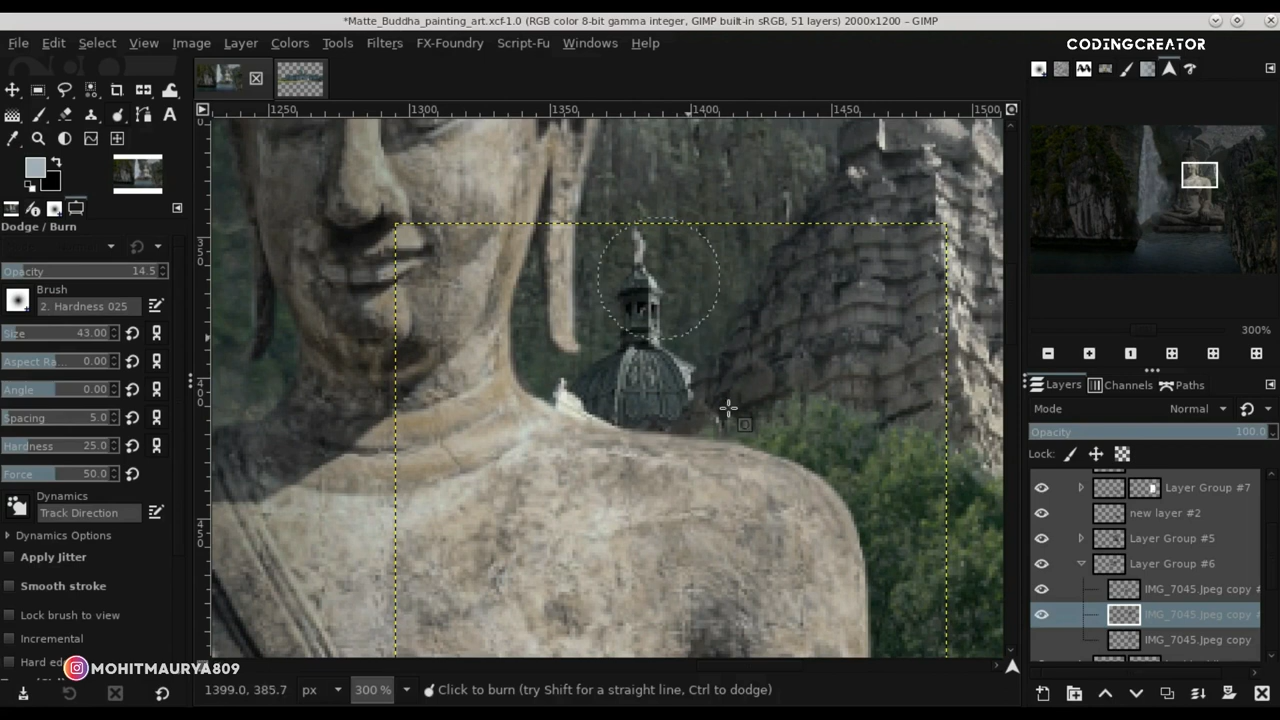 *Matte_Buddha_painting_art.xcf-1.0 (RGB color 8-bit gamma integer, GIMP built-in sRGB, 51 layers) 2000x1200 – GIMP
File Edit Select View Image Layer Colors Tools Filters FX-Foundry Script-Fu Windows Help
CODINGCREATOR
1250 1300 1350 1400 1450 1500
350
400
450
Dodge / Burn
Opacity 14.5
Brush
2. Hardness 025
Size 43.00
Aspect Ra... 0.00
Angle 0.00
Spacing 5.0
Hardness 25.0
Force 50.0
Dynamics
Track Direction
Dynamics Options
Apply Jitter
Smooth stroke
Lock brush to view
Incremental
Hard ed
MOHITMAURYA809
1399.0, 385.7 px 300 % Click to burn (try Shift for a straight line, Ctrl to dodge)
300%
Layers Channels Paths
Mode Normal
Opacity 100.0
Lock:
Layer Group #7
new layer #2
Layer Group #5
Layer Group #6
IMG_7045.Jpeg copy #
IMG_7045.Jpeg copy #
IMG_7045.Jpeg copy